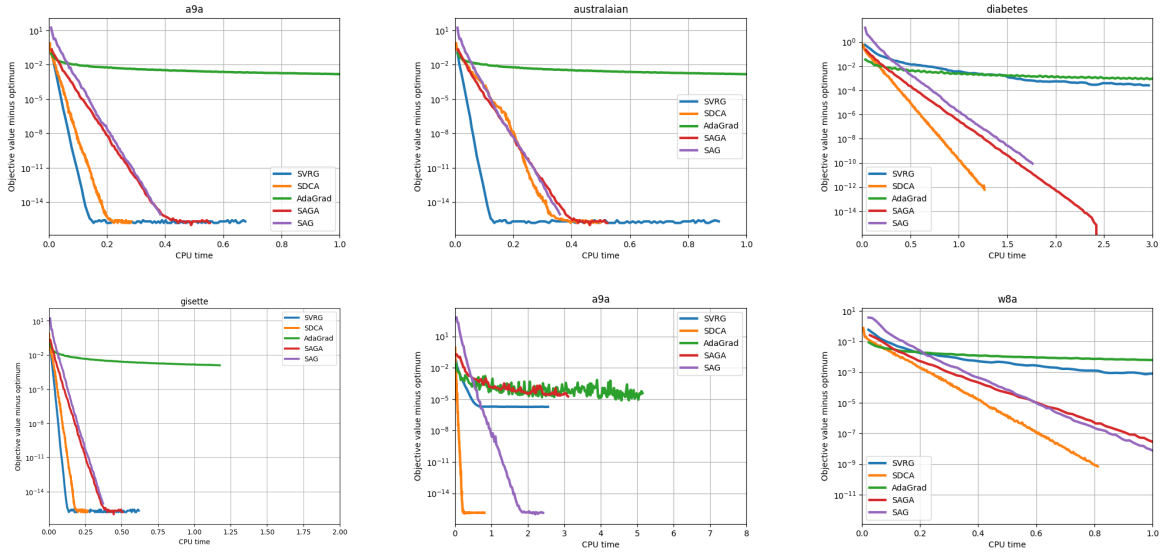 a9a
Objective value minus optimum
10^1
10^-2
10^-5
10^-8
10^-11
10^-14
SVRG
SDCA
AdaGrad
SAGA
SAG
0.0 0.2 0.4 0.6 0.8 1.0
CPU time
australaian
Objective value minus optimum
10^1
10^-2
10^-5
10^-8
10^-11
10^-14
SVRG
SDCA
AdaGrad
SAGA
SAG
0.0 0.2 0.4 0.6 0.8 1.0
CPU time
diabetes
Objective value minus optimum
10^0
10^-2
10^-4
10^-6
10^-8
10^-10
10^-12
10^-14
SVRG
SDCA
AdaGrad
SAGA
SAG
0.0 0.5 1.0 1.5 2.0 2.5 3.0
CPU time
gisette
Objective value minus optimum
10^1
10^-2
10^-5
10^-8
10^-11
10^-14
SVRG
SDCA
AdaGrad
SAGA
SAG
0.00 0.25 0.50 0.75 1.00 1.25 1.50 1.75 2.00
CPU time
a9a
Objective value minus optimum
10^1
10^-2
10^-5
10^-8
10^-11
10^-14
SVRG
SDCA
AdaGrad
SAGA
SAG
0 1 2 3 4 5 6 7 8
CPU time
w8a
Objective value minus optimum
10^1
10^-1
10^-3
10^-5
10^-7
10^-9
10^-11
SVRG
SDCA
AdaGrad
SAGA
SAG
0.0 0.2 0.4 0.6 0.8 1.0
CPU time